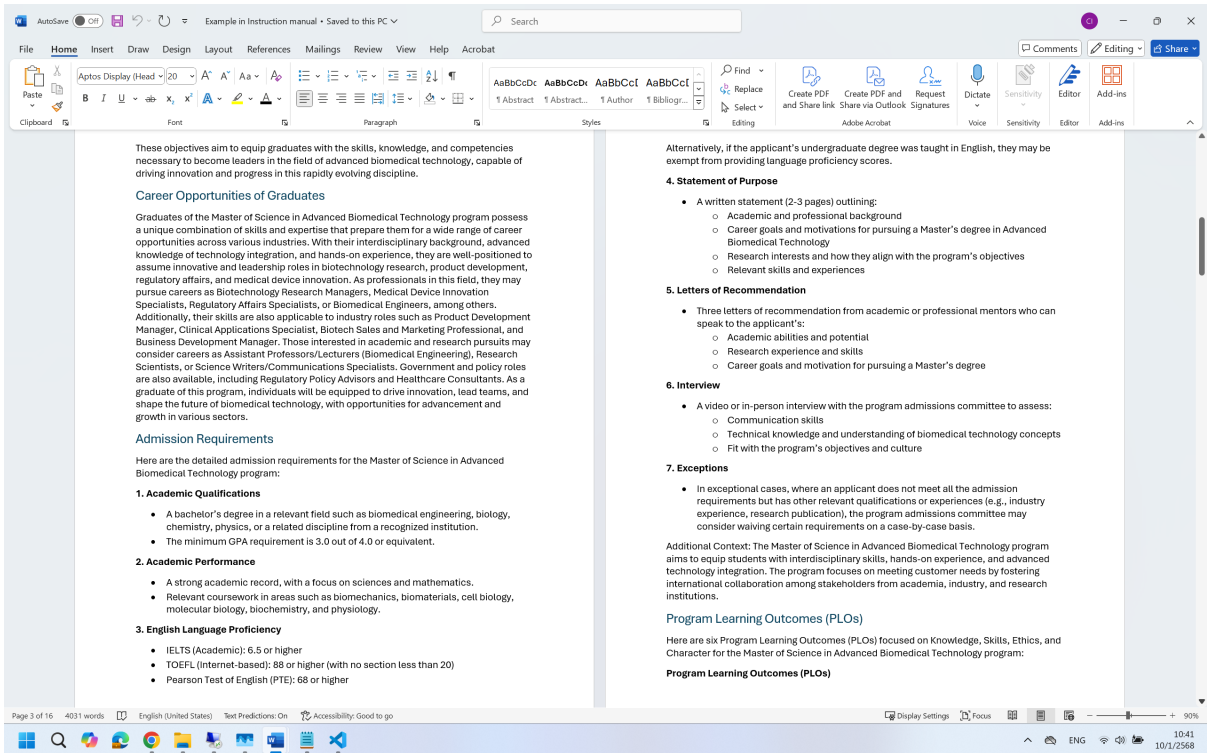 AutoSave Off Example in Instruction manual • Saved to this PC Search CI
File Home Insert Draw Design Layout References Mailings Review View Help Acrobat Comments Editing Share
Paste
Clipboard
Aptos Display (Head 20
Font
Paragraph
AaBbCcDc AaBbCcDc AaBbCcI AaBbCcI
¶ Abstract ¶ Abstract... ¶ Author ¶ Bibliogr...
Styles
Find
Replace
Select
Editing
Create PDF and Share link
Create PDF and Share via Outlook
Request Signatures
Adobe Acrobat
Dictate
Voice
Sensitivity
Sensitivity
Editor
Editor
Add-ins
Add-ins
These objectives aim to equip graduates with the skills, knowledge, and competencies
necessary to become leaders in the field of advanced biomedical technology, capable of
driving innovation and progress in this rapidly evolving discipline.
Career Opportunities of Graduates
Graduates of the Master of Science in Advanced Biomedical Technology program possess
a unique combination of skills and expertise that prepare them for a wide range of career
opportunities across various industries. With their interdisciplinary background, advanced
knowledge of technology integration, and hands-on experience, they are well-positioned to
assume innovative and leadership roles in biotechnology research, product development,
regulatory affairs, and medical device innovation. As professionals in this field, they may
pursue careers as Biotechnology Research Managers, Medical Device Innovation
Specialists, Regulatory Affairs Specialists, or Biomedical Engineers, among others.
Additionally, their skills are also applicable to industry roles such as Product Development
Manager, Clinical Applications Specialist, Biotech Sales and Marketing Professional, and
Business Development Manager. Those interested in academic and research pursuits may
consider careers as Assistant Professors/Lecturers (Biomedical Engineering), Research
Scientists, or Science Writers/Communications Specialists. Government and policy roles
are also available, including Regulatory Policy Advisors and Healthcare Consultants. As a
graduate of this program, individuals will be equipped to drive innovation, lead teams, and
shape the future of biomedical technology, with opportunities for advancement and
growth in various sectors.
Admission Requirements
Here are the detailed admission requirements for the Master of Science in Advanced
Biomedical Technology program:
1. Academic Qualifications
• A bachelor's degree in a relevant field such as biomedical engineering, biology,
chemistry, physics, or a related discipline from a recognized institution.
• The minimum GPA requirement is 3.0 out of 4.0 or equivalent.
2. Academic Performance
• A strong academic record, with a focus on sciences and mathematics.
• Relevant coursework in areas such as biomechanics, biomaterials, cell biology,
molecular biology, biochemistry, and physiology.
3. English Language Proficiency
• IELTS (Academic): 6.5 or higher
• TOEFL (Internet-based): 88 or higher (with no section less than 20)
• Pearson Test of English (PTE): 68 or higher
Alternatively, if the applicant's undergraduate degree was taught in English, they may be
exempt from providing language proficiency scores.
4. Statement of Purpose
• A written statement (2-3 pages) outlining:
o Academic and professional background
o Career goals and motivations for pursuing a Master's degree in Advanced
Biomedical Technology
o Research interests and how they align with the program's objectives
o Relevant skills and experiences
5. Letters of Recommendation
• Three letters of recommendation from academic or professional mentors who can
speak to the applicant's:
o Academic abilities and potential
o Research experience and skills
o Career goals and motivation for pursuing a Master's degree
6. Interview
• A video or in-person interview with the program admissions committee to assess:
o Communication skills
o Technical knowledge and understanding of biomedical technology concepts
o Fit with the program's objectives and culture
7. Exceptions
• In exceptional cases, where an applicant does not meet all the admission
requirements but has other relevant qualifications or experiences (e.g., industry
experience, research publication), the program admissions committee may
consider waiving certain requirements on a case-by-case basis.
Additional Context: The Master of Science in Advanced Biomedical Technology program
aims to equip students with interdisciplinary skills, hands-on experience, and advanced
technology integration. The program focuses on meeting customer needs by fostering
international collaboration among stakeholders from academia, industry, and research
institutions.
Program Learning Outcomes (PLOs)
Here are six Program Learning Outcomes (PLOs) focused on Knowledge, Skills, Ethics, and
Character for the Master of Science in Advanced Biomedical Technology program:
Program Learning Outcomes (PLOs)
Page 3 of 16 4031 words English (United States) Text Predictions: On Accessibility: Good to go Display Settings Focus 90%
ENG 10:41
10/1/2568